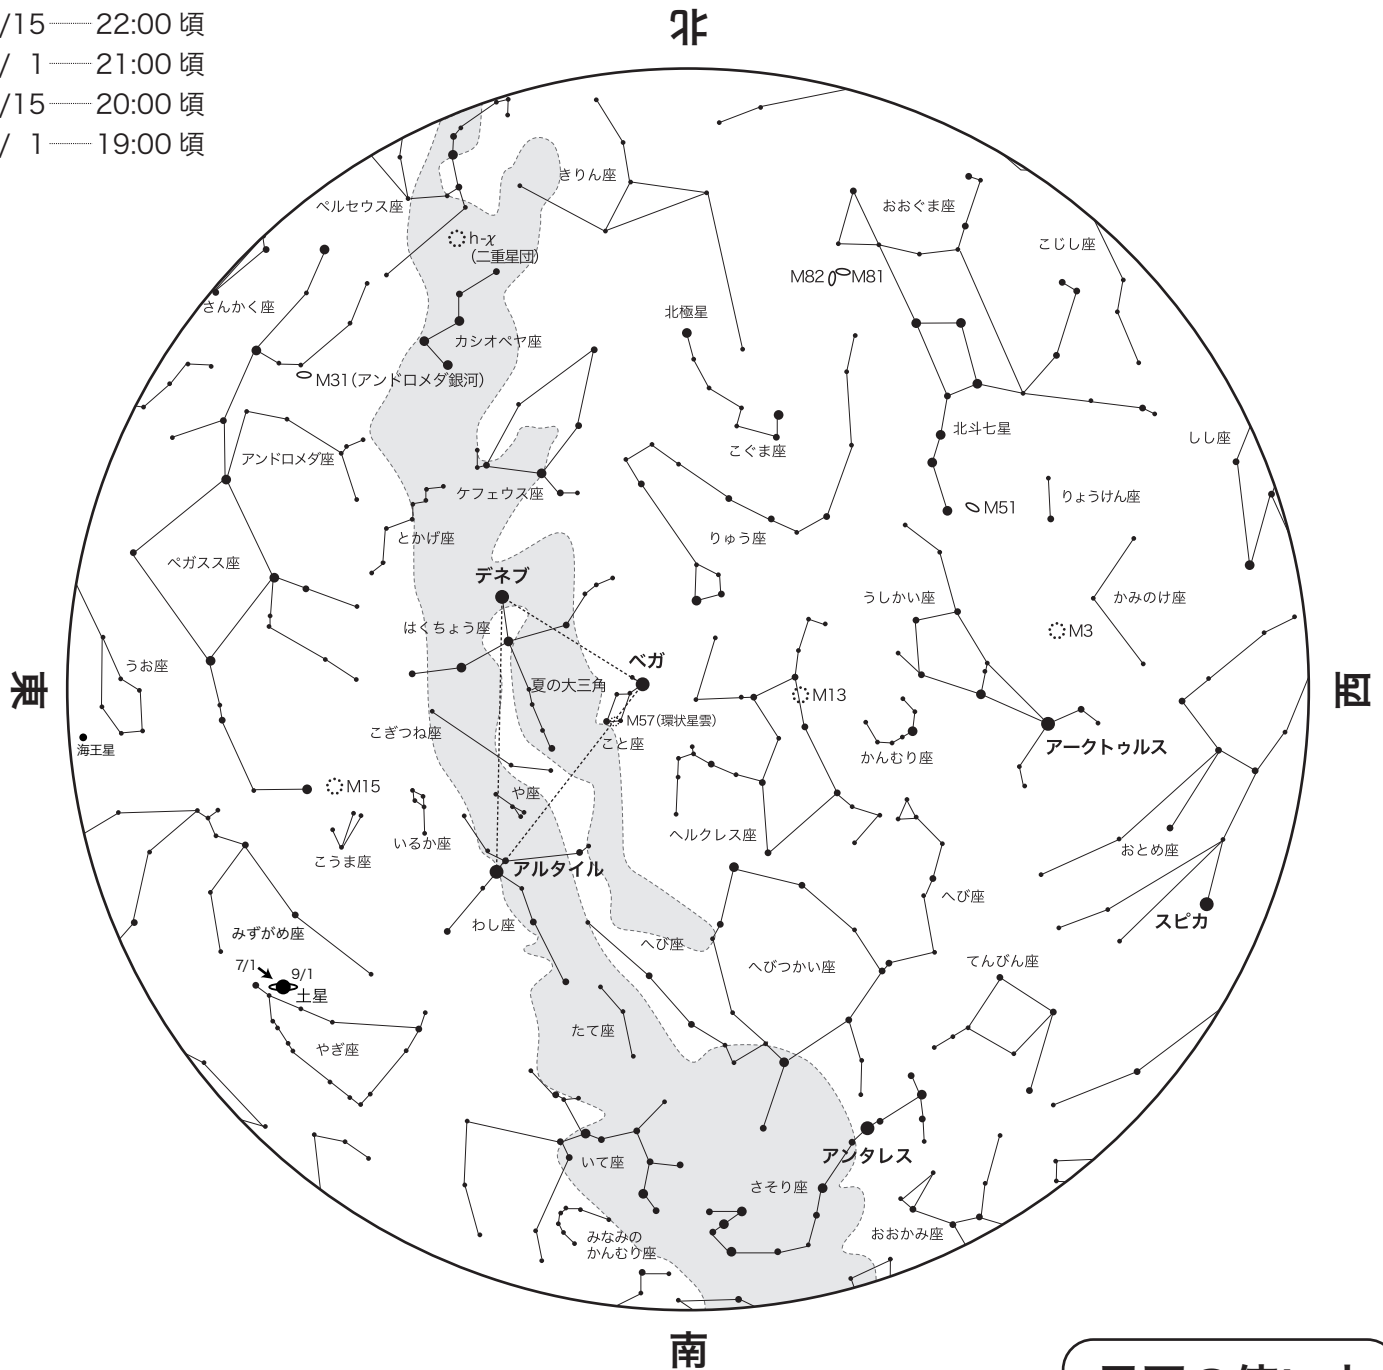 /15 22:00 頃
/ 1 21:00 頃
/15 20:00 頃
/ 1 19:00 頃
北
きりん座
ペルセウス座
おおぐま座
h-χ
(二重星団)
こじし座
M82
M81
さんかく座
北極星
カシオペヤ座
M31(アンドロメダ銀河)
北斗七星
しし座
こぐま座
アンドロメダ座
ケフェウス座
りょうけん座
M51
とかげ座
りゅう座
ペガスス座
デネブ
うしかい座
かみのけ座
はくちょう座
M3
うお座
ベガ
夏の大三角
M13
東
西
M57(環状星雲)
こぎつね座
こと座
海王星
かんむり座
アークトゥルス
M15
や座
ヘルクレス座
いるか座
こうま座
おとめ座
アルタイル
へび座
スピカ
わし座
みずがめ座
へび座
へびつかい座
てんびん座
7/1
9/1
土星
たて座
やぎ座
アンタレス
いて座
さそり座
みなみの
かんむり座
おおかみ座
南